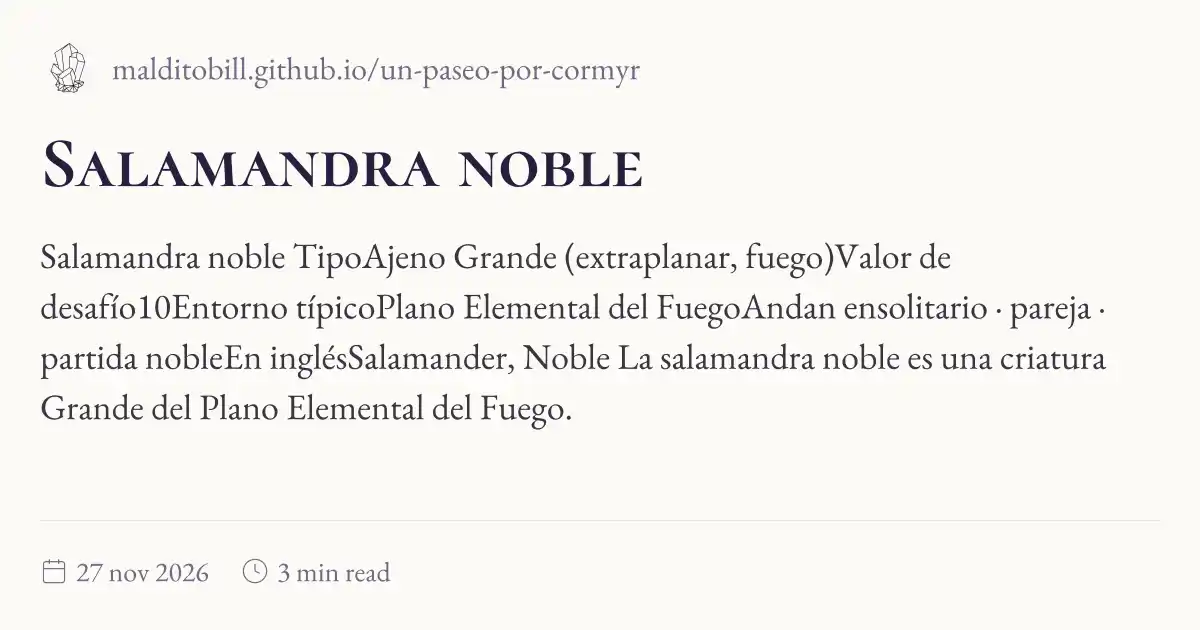 malditobill.github.io/un-paseo-por-cormyr
Salamandra noble
Salamandra noble TipoAjeno Grande (extraplanar, fuego)Valor de
desafío10Entorno típicoPlano Elemental del FuegoAndan ensolitario · pareja ·
partida nobleEn inglésSalamander, Noble La salamandra noble es una criatura
Grande del Plano Elemental del Fuego.
27 nov 2026 3 min read